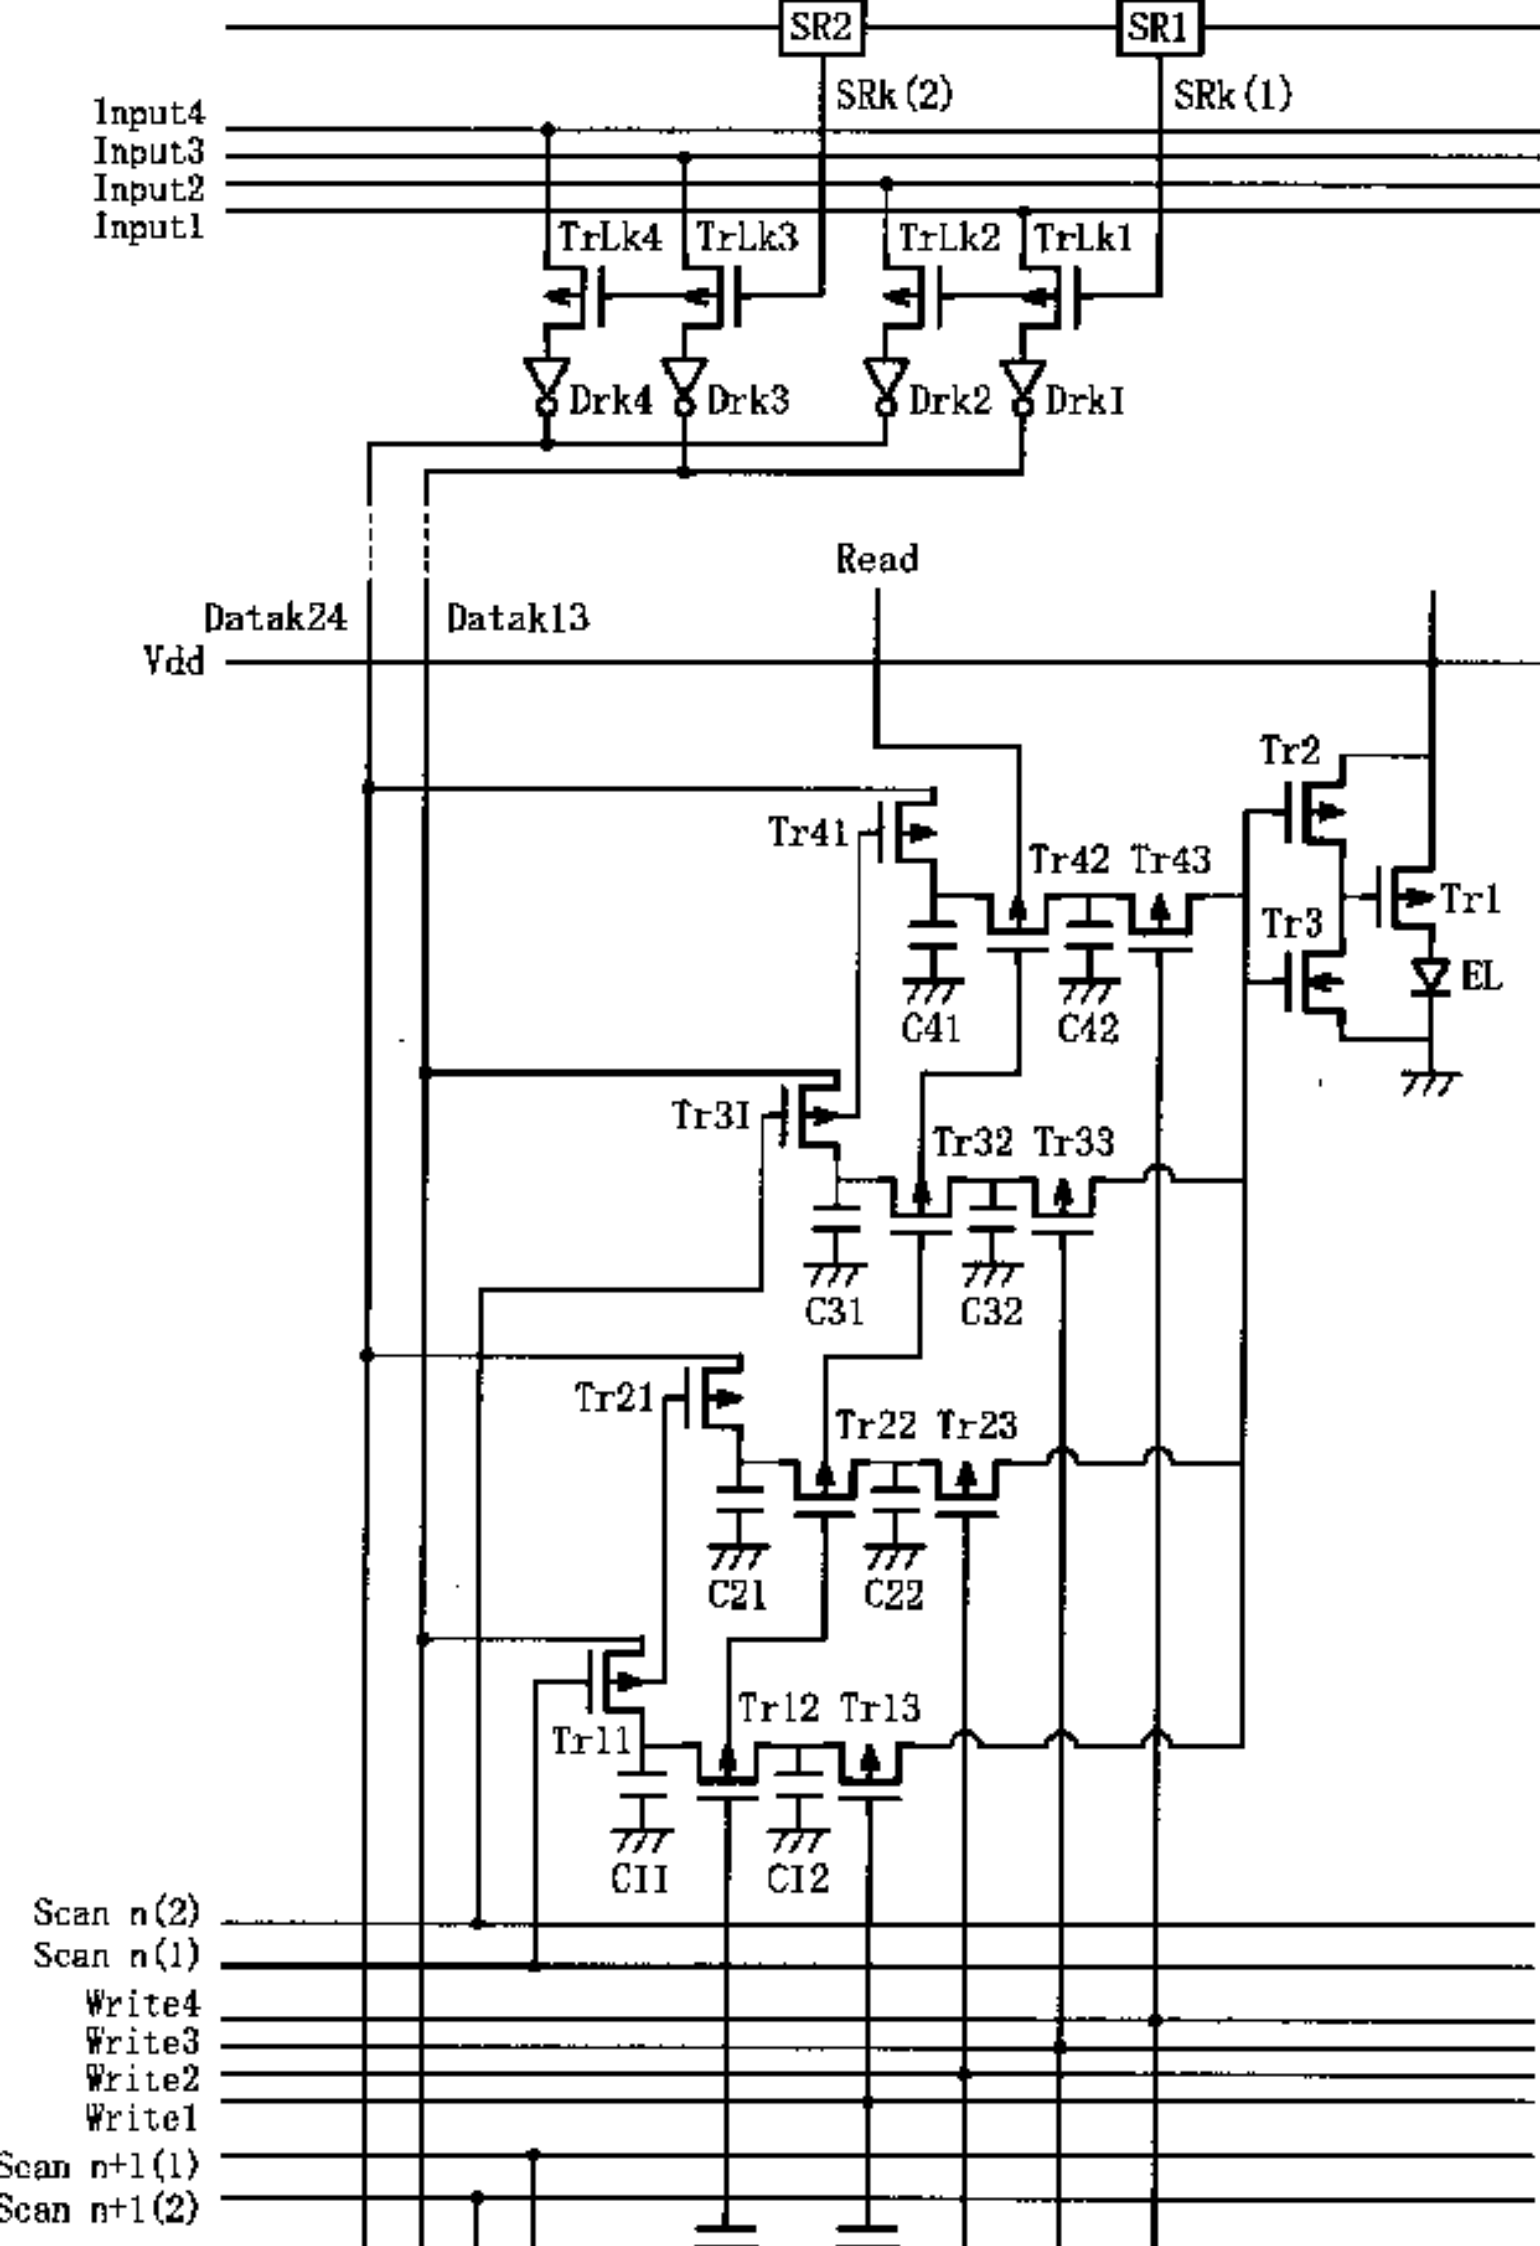 SR2 SR1
SRk(2) SRk(1)
Input4
Input3
Input2
Input1
TrLk4 TrLk3 TrLk2 TrLk1
Drk4 Drk3 Drk2 Drk1
Read
Datak24 Datak13
Vdd
Tr2
Tr41
Tr42 Tr43
Tr1
Tr3
EL
C41 C42
Tr31
Tr32 Tr33
C31 C32
Tr21
Tr22 Tr23
C21 C22
Tr12 Tr13
Tr11
C11 C12
Scan n(2)
Scan n(1)
Write4
Write3
Write2
Write1
Scan n+1(1)
Scan n+1(2)